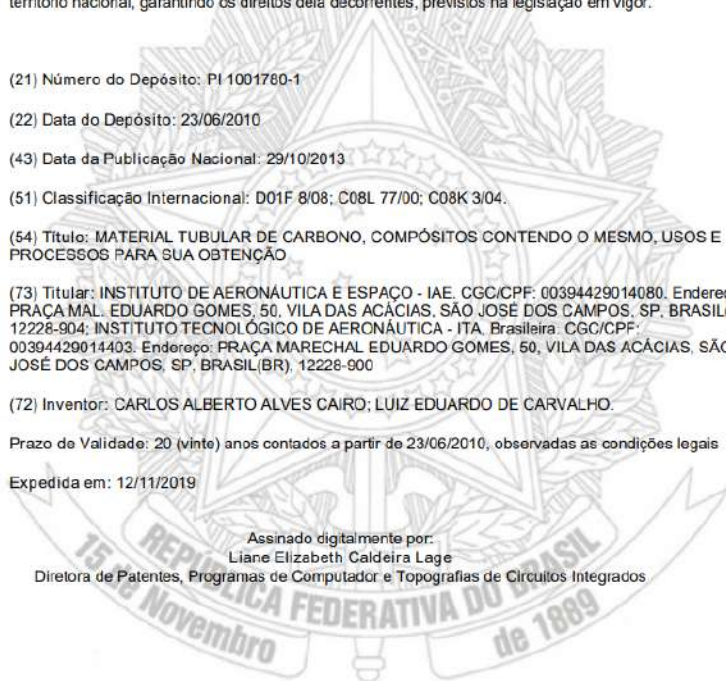 território nacional, garantindo os direitos dela decorrentes, previstos na legislação em vigor.
(21) Número do Depósito: PI 1001780-1
(22) Data do Depósito: 23/06/2010
(43) Data da Publicação Nacional: 29/10/2013
(51) Classificação Internacional: D01F 8/08; C08L 77/00; C08K 3/04.
(54) Título: MATERIAL TUBULAR DE CARBONO, COMPÓSITOS CONTENDO O MESMO, USOS E
PROCESSOS PARA SUA OBTENÇÃO
(73) Titular: INSTITUTO DE AERONÁUTICA E ESPAÇO - IAE. CGC/CPF: 00394429014080. Endereç
PRAÇA MAL. EDUARDO GOMES, 50, VILA DAS ACÁCIAS, SÃO JOSÉ DOS CAMPOS, SP, BRASIL(
12228-904; INSTITUTO TECNOLÓGICO DE AERONÁUTICA - ITA, Brasileira. CGC/CPF:
00394429014403. Endereço: PRAÇA MARECHAL EDUARDO GOMES, 50, VILA DAS ACÁCIAS, SÃO
JOSÉ DOS CAMPOS, SP, BRASIL(BR), 12228-900
(72) Inventor: CARLOS ALBERTO ALVES CAIRO; LUIZ EDUARDO DE CARVALHO.
Prazo de Validade: 20 (vinte) anos contados a partir de 23/06/2010, observadas as condições legais
Expedida em: 12/11/2019
Assinado digitalmente por:
Liane Elizabeth Caldeira Lage
Diretora de Patentes, Programas de Computador e Topografias de Circuitos Integrados
REPÚBLICA FEDERATIVA DO BRASIL
15 de Novembro de 1889